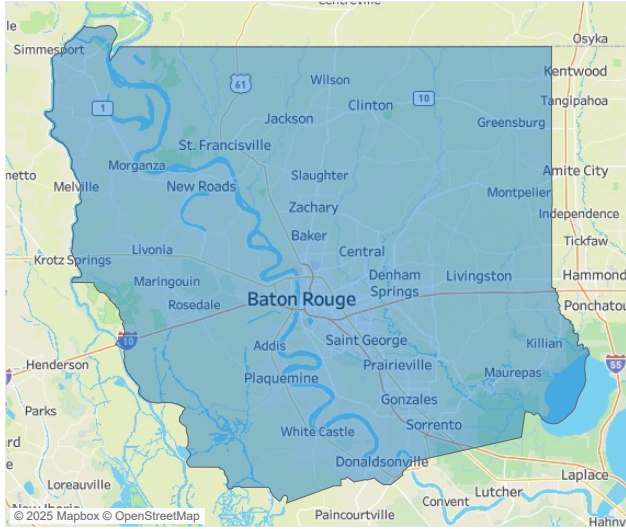 Centreville
Simmesport
Osyka
Kentwood
61
Wilson
10
Tangipahoa
1
Clinton
Jackson
Greensburg
St. Francisville
Morganza
Slaughter
Amite City
netto
Melville
New Roads
Montpelier
Zachary
Independence
Baker
Tickfaw
Livonia
Central
Krotz Springs
Hammond
Maringouin
Denham
Springs
Livingston
Rosedale
Baton Rouge
Ponchatou
10
Addis
Saint George
Killian
Henderson
Prairieville
55
Plaquemine
Maurepas
Parks
Gonzales
White Castle
Sorrento
Donaldsonville
Laplace
Loreauville
Lutcher
Convent
Paincourtville
© 2025 Mapbox © OpenStreetMap